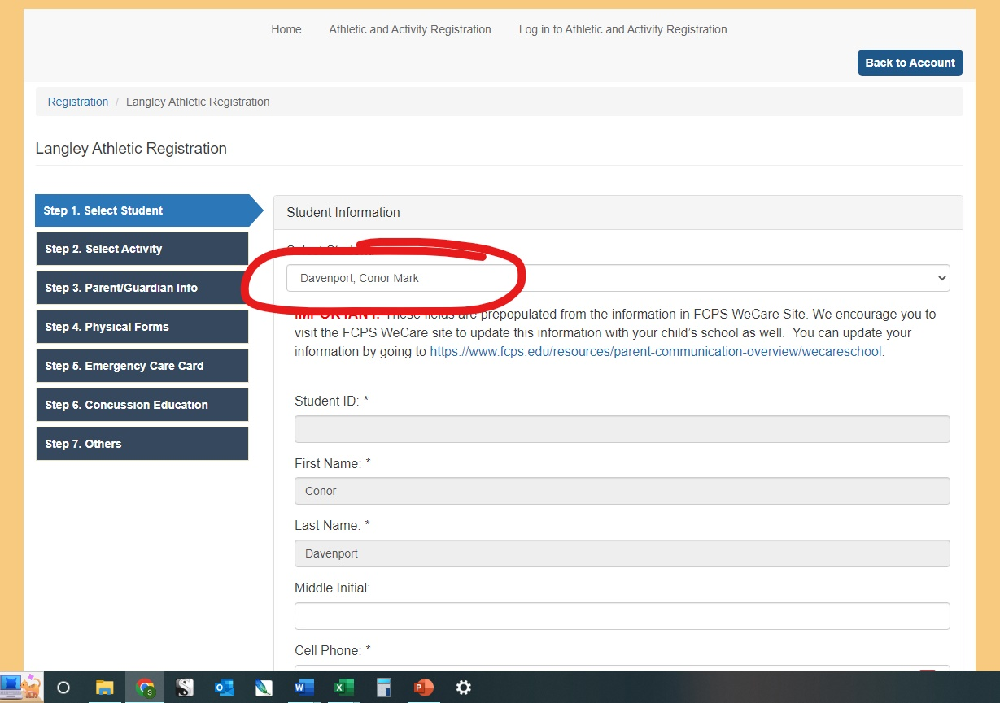 Home Athletic and Activity Registration Log in to Athletic and Activity Registration
Back to Account
Registration / Langley Athletic Registration
Langley Athletic Registration
Step 1. Select Student
Step 2. Select Activity
Step 3. Parent/Guardian Info
Step 4. Physical Forms
Step 5. Emergency Care Card
Step 6. Concussion Education
Step 7. Others
Student Information
Select
Davenport, Conor Mark
IMPORTANT: These fields are prepopulated from the information in FCPS WeCare Site. We encourage you to
visit the FCPS WeCare site to update this information with your child's school as well. You can update your
information by going to https://www.fcps.edu/resources/parent-communication-overview/wecareschool.
Student ID: *
First Name: *
Conor
Last Name: *
Davenport
Middle Initial:
Cell Phone: *